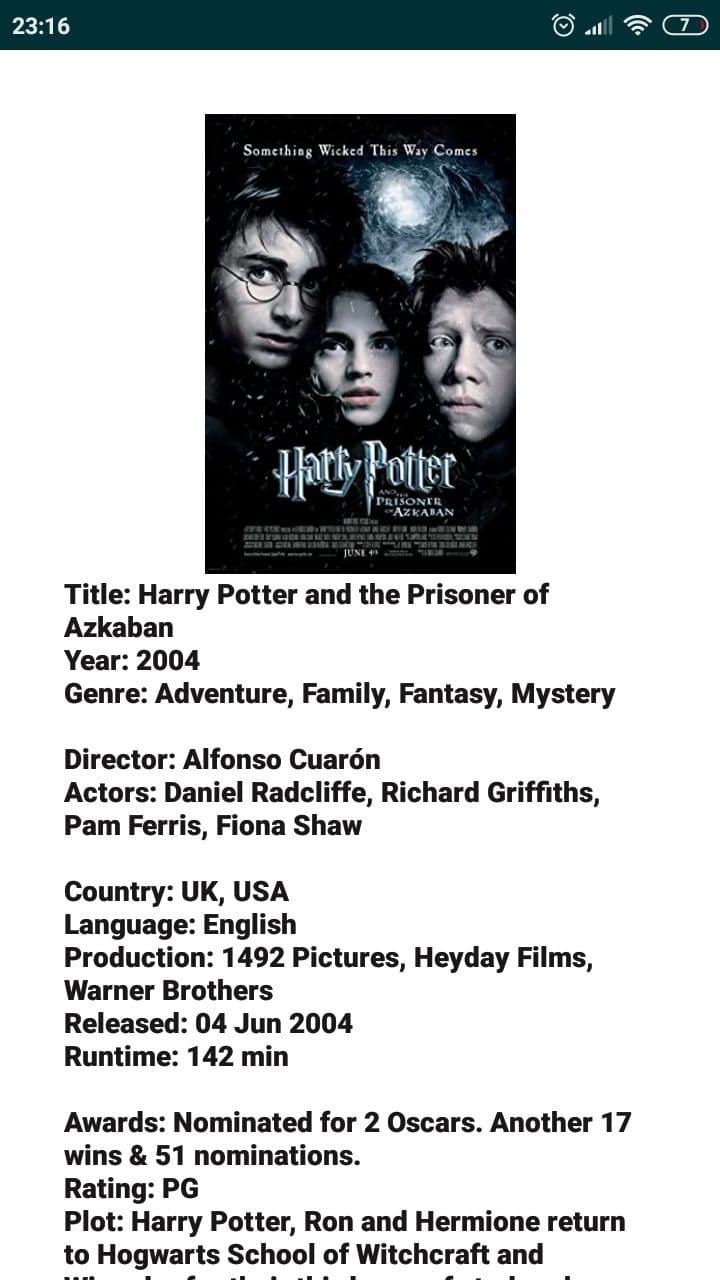 23:16
7
Something Wicked This Way Comes
Harry Potter
AND THE
PRISONER
OF AZKABAN
JUNE 4th
Title: Harry Potter and the Prisoner of
Azkaban
Year: 2004
Genre: Adventure, Family, Fantasy, Mystery
Director: Alfonso Cuarón
Actors: Daniel Radcliffe, Richard Griffiths,
Pam Ferris, Fiona Shaw
Country: UK, USA
Language: English
Production: 1492 Pictures, Heyday Films,
Warner Brothers
Released: 04 Jun 2004
Runtime: 142 min
Awards: Nominated for 2 Oscars. Another 17
wins & 51 nominations.
Rating: PG
Plot: Harry Potter, Ron and Hermione return
to Hogwarts School of Witchcraft and